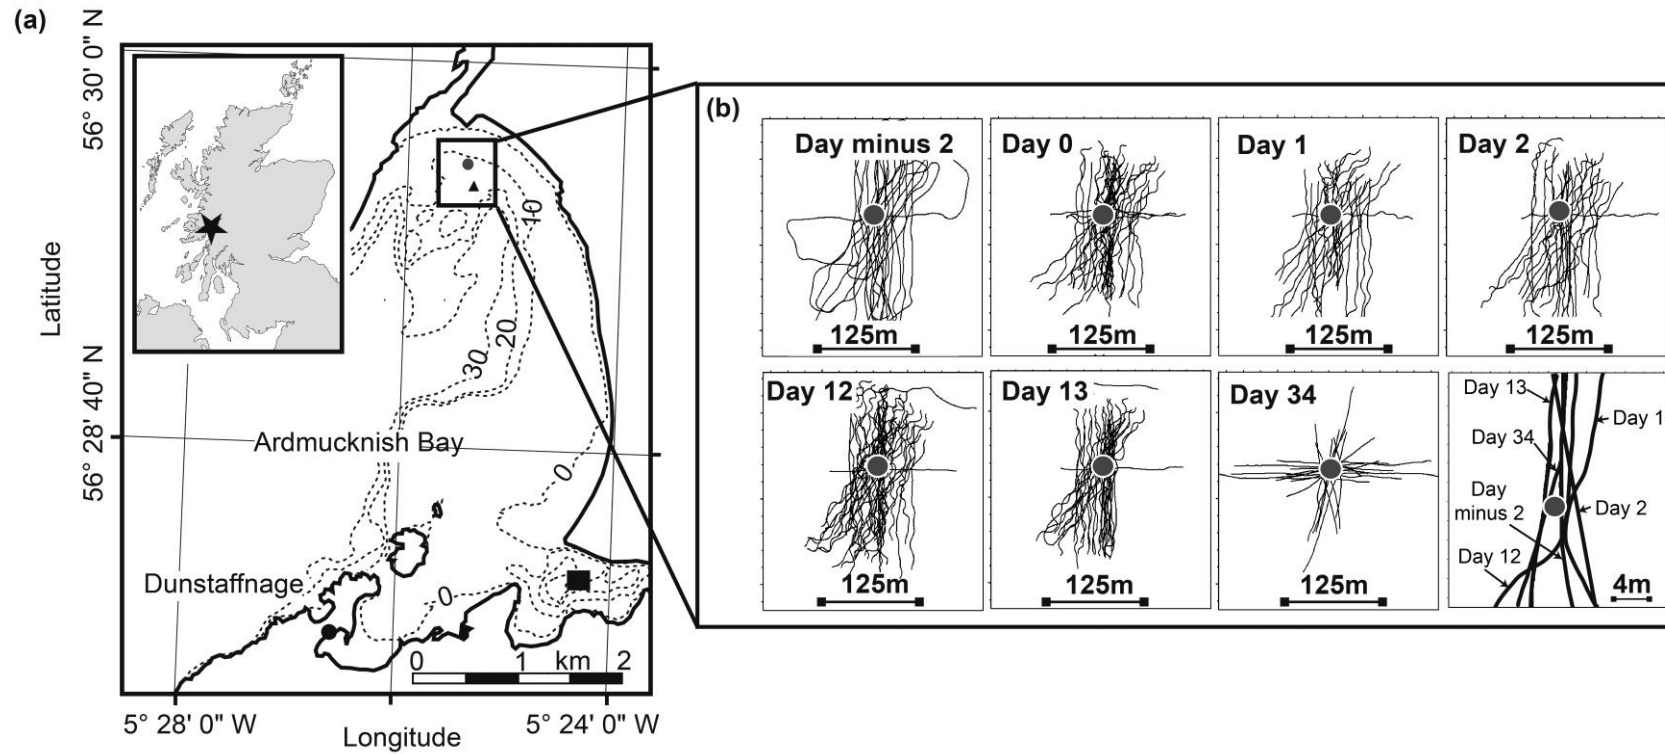 (a)
56° 30' 0" N
Latitude
56° 28' 40" N
10
20
30
Ardmucknish Bay
0
Dunstaffnage
0
0 1 km 2
5° 28' 0" W
5° 24' 0" W
Longitude
(b)
Day minus 2
125m
Day 0
125m
Day 1
125m
Day 2
125m
Day 12
125m
Day 13
125m
Day 34
125m
Day 13
Day 1
Day 34
Day
minus 2
Day 2
Day 12
4m